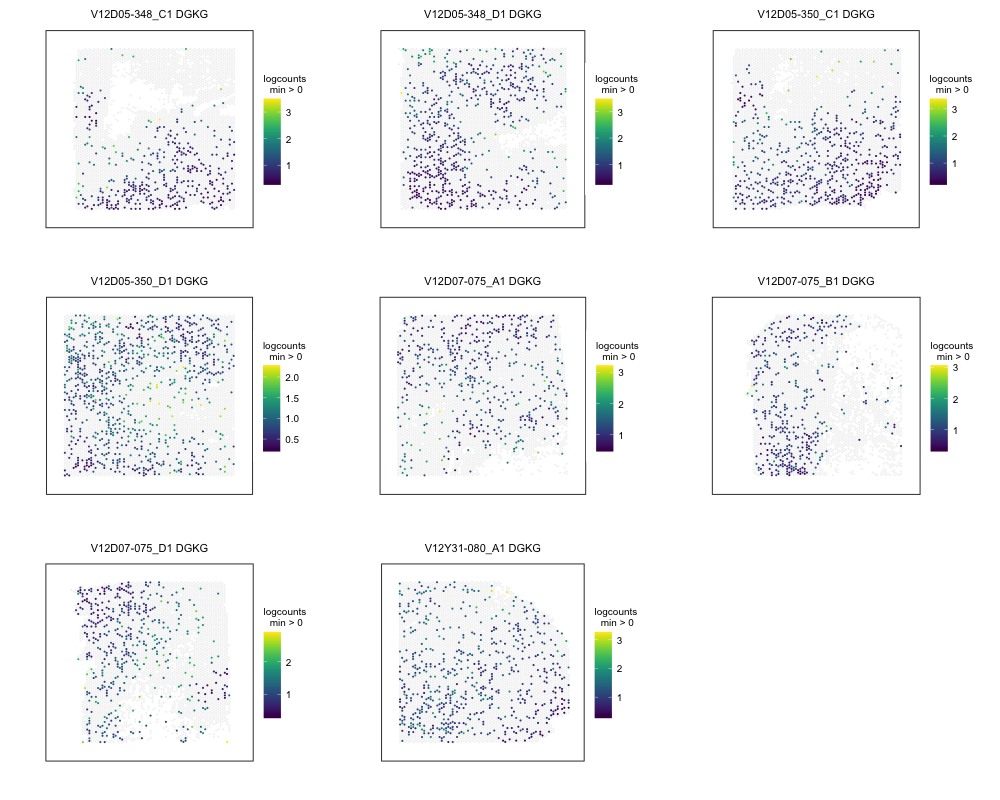 V12D05-348_C1 DGKG
logcounts
min > 0
3
2
1
V12D05-348_D1 DGKG
logcounts
min > 0
3
2
1
V12D05-350_C1 DGKG
logcounts
min > 0
3
2
1
V12D05-350_D1 DGKG
logcounts
min > 0
2.0
1.5
1.0
0.5
V12D07-075_A1 DGKG
logcounts
min > 0
3
2
1
V12D07-075_B1 DGKG
logcounts
min > 0
3
2
1
V12D07-075_D1 DGKG
logcounts
min > 0
2
1
V12Y31-080_A1 DGKG
logcounts
min > 0
3
2
1